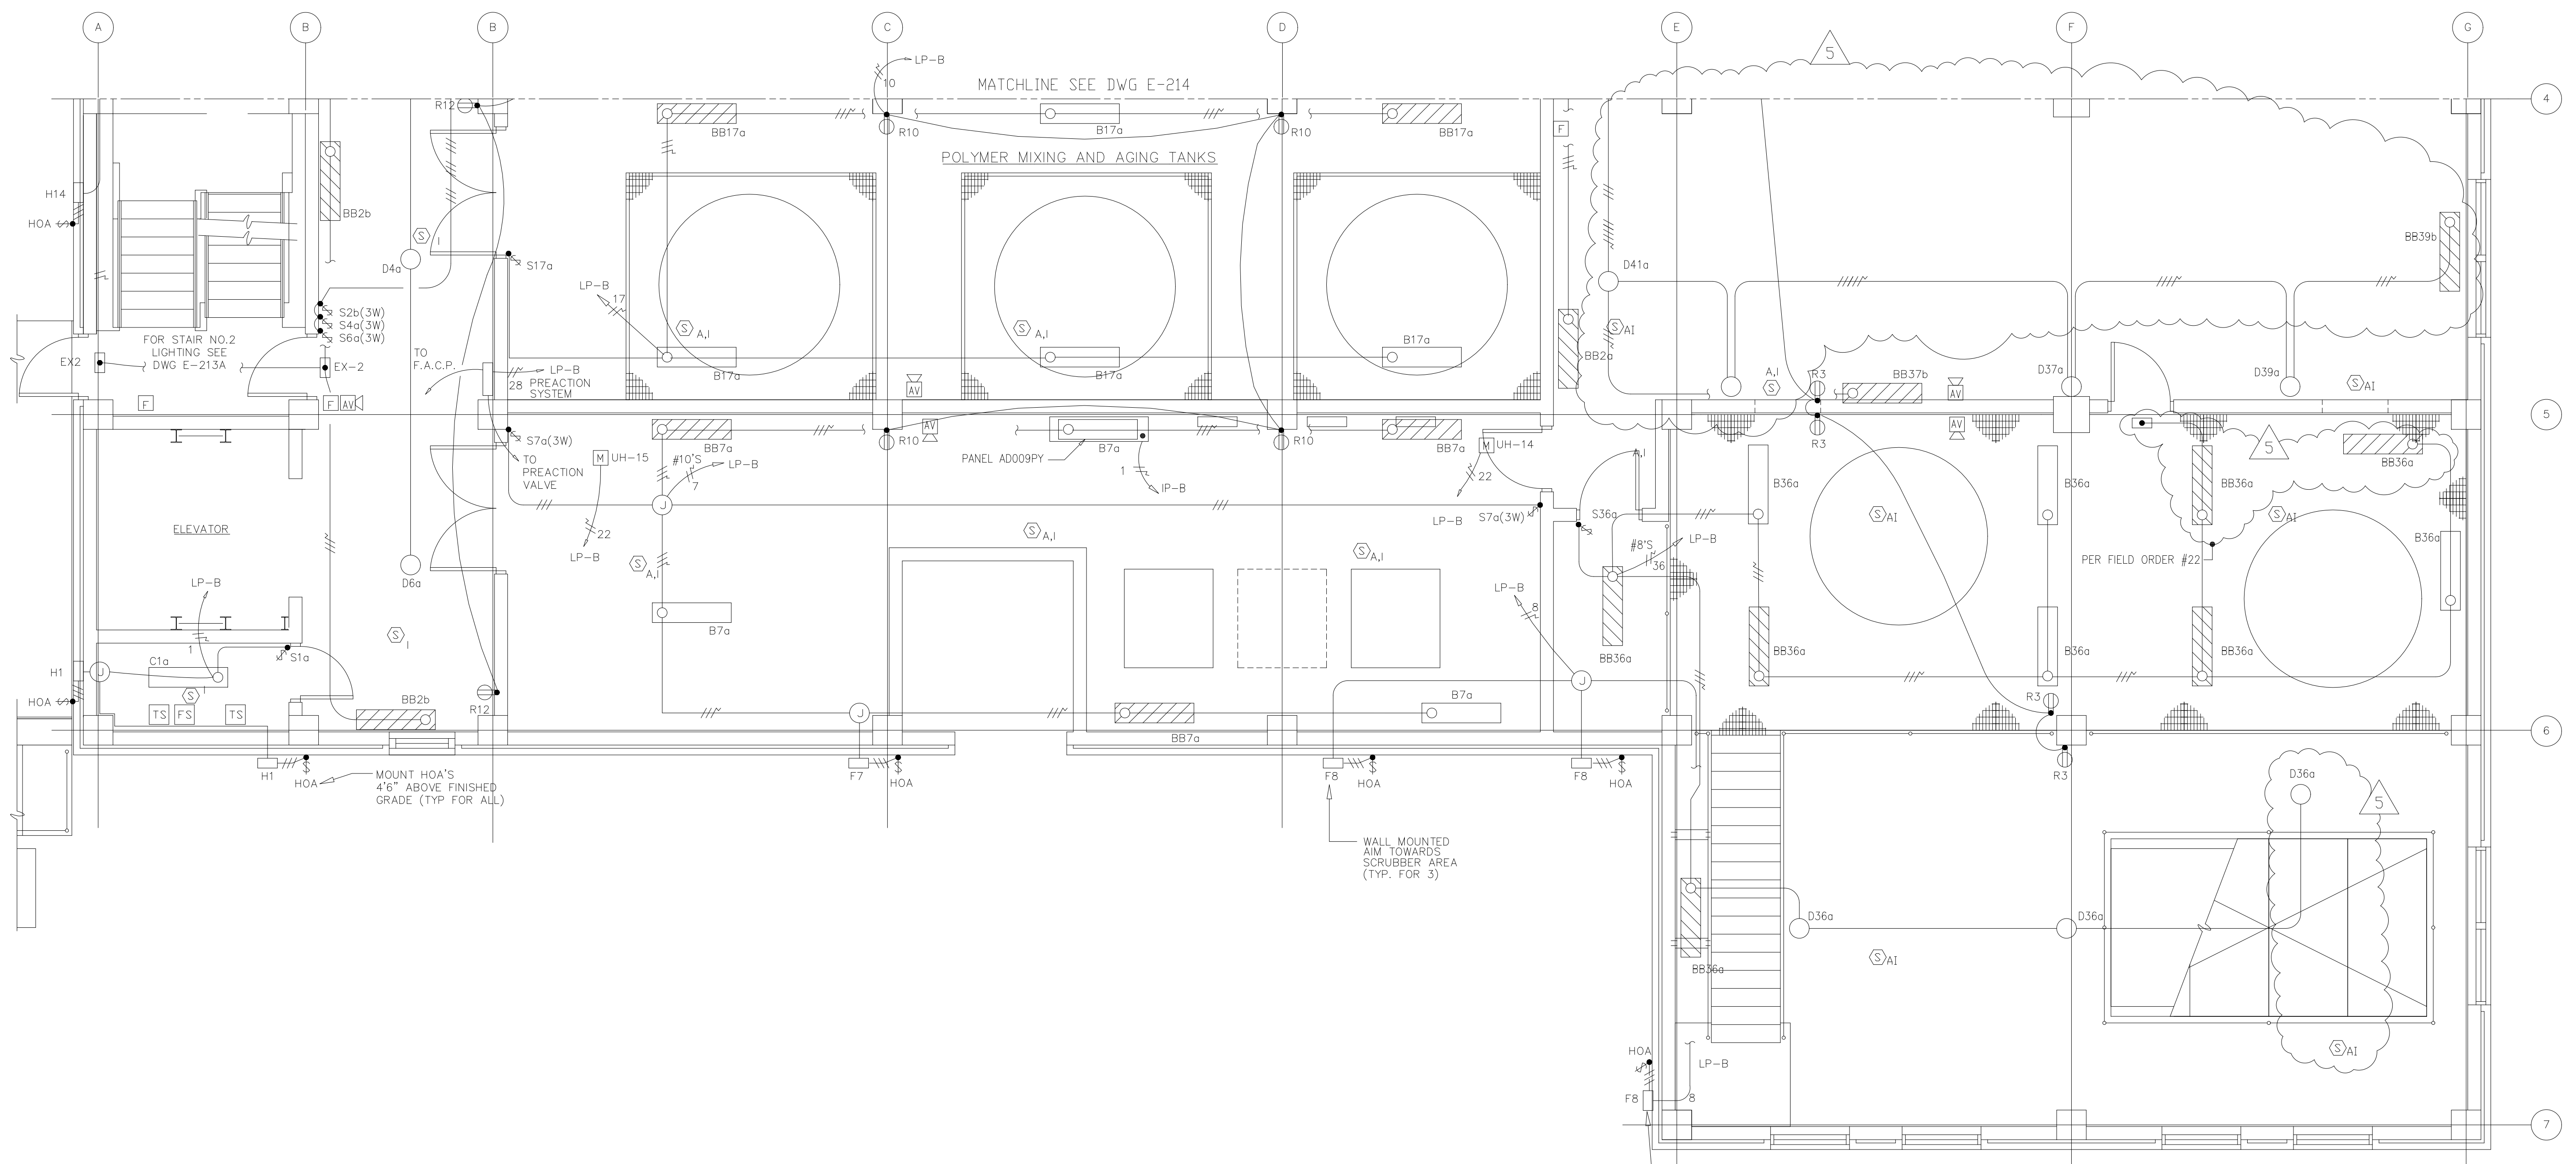 A
B
B
C
D
E
F
G
5
LP-B
10
MATCHLINE SEE DWG E-214
4
R12
BB17a
R10
B17a
R10
BB17a
F
POLYMER MIXING AND AGING TANKS
H14
HOA
BB2b
S
I
D4a
S17a
LP-B
17
BB39b
D41a
S2b(3W)
S4a(3W)
S6a(3W)
S
A,I
S
A,I
S
AI
FOR STAIR NO.2
LIGHTING SEE
DWG E-213A
EX2
EX-2
TO
F.A.C.P.
LP-B
28
PREACTION
SYSTEM
B17a
B17a
B17a
BB2a
A,I
S
R3
BB37b
AV
D37a
D39a
S
AI
F
F
AV
AV
5
S7a(3W)
BB7a
R10
AV
B7a
R10
BB7a
R3
AV
5
TO
PREACTION
VALVE
M
UH-15
#10'S
7
LP-B
PANEL AD009PY
1
IP-B
M
UH-14
22
A,I
BB36a
B36a
B36a
BB36a
J
LP-B
S7a(3W)
S36a
S
AI
S
AI
ELEVATOR
22
LP-B
S
A,I
S
A,I
S
A,I
#8'S
36
LP-B
B36a
PER FIELD ORDER #22
D6a
LP-B
1
LP-B
8
S
I
B7a
BB36a
BB36a
B36a
BB36a
S1a
H1
J
C1a
S
I
HOA
TS
FS
TS
BB2b
R12
J
B7a
J
R3
BB7a
6
H1
HOA
MOUNT HOA'S
4'6" ABOVE FINISHED
GRADE (TYP FOR ALL)
F7
HOA
F8
HOA
F8
HOA
R3
D36a
5
WALL MOUNTED
AIM TOWARDS
SCRUBBER AREA
(TYP. FOR 3)
D36a
D36a
S
AI
BB36a
S
AI
HOA
LP-B
F8
8
7